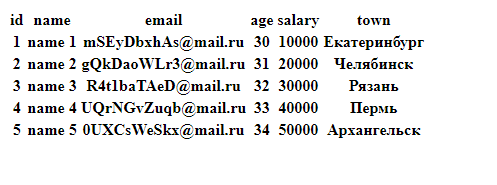 id name email age salary town
1 name 1 mSEyDbxhAs@mail.ru 30 10000 Екатеринбург
2 name 2 gQkDaoWLr3@mail.ru 31 20000 Челябинск
3 name 3 R4t1baTAeD@mail.ru 32 30000 Рязань
4 name 4 UQrNGvZuqb@mail.ru 33 40000 Пермь
5 name 5 0UXCsWeSkx@mail.ru 34 50000 Архангельск